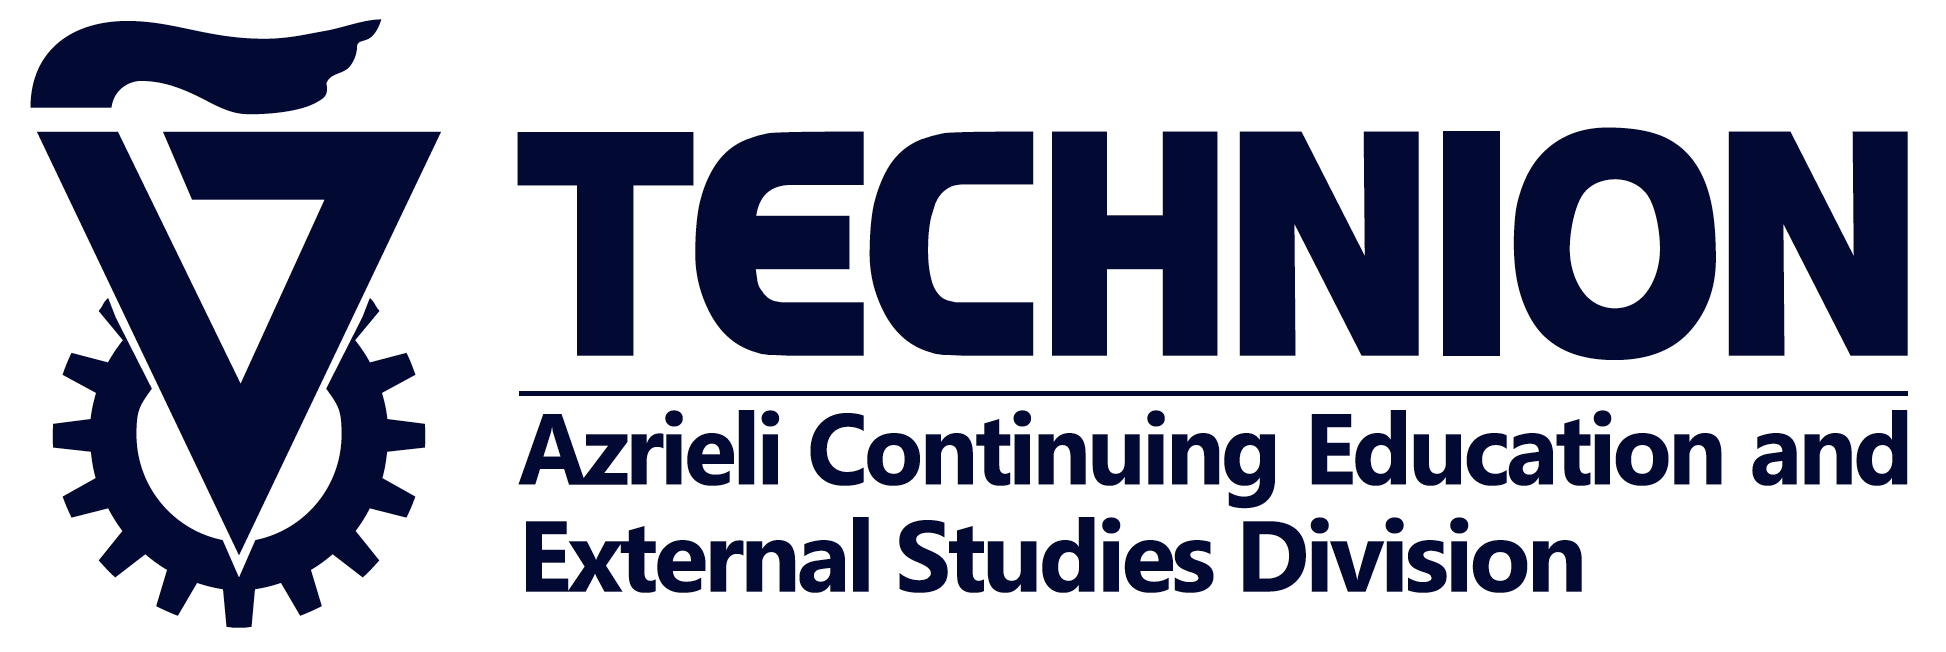 TECHNION
Azrieli Continuing Education and
External Studies Division